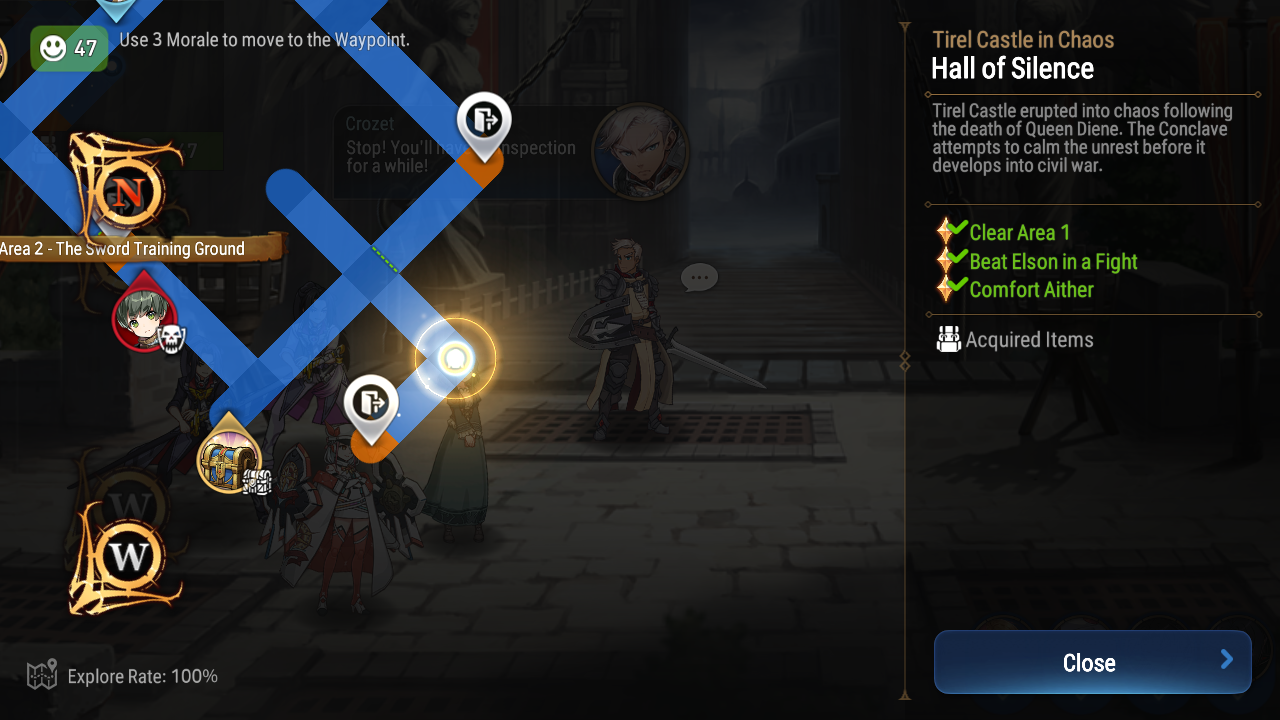 47
Use 3 Morale to move to the Waypoint.
Tirel Castle in Chaos
Hall of Silence
Tirel Castle erupted into chaos following
the death of Queen Diene. The Conclave
attempts to calm the unrest before it
develops into civil war.
Crozet
Stop! You'll inspection
for a while!
7
N
Area 2 - The Sword Training Ground
Clear Area 1
Beat Elson in a Fight
Comfort Aither
Acquired Items
W
W
Explore Rate: 100%
Close